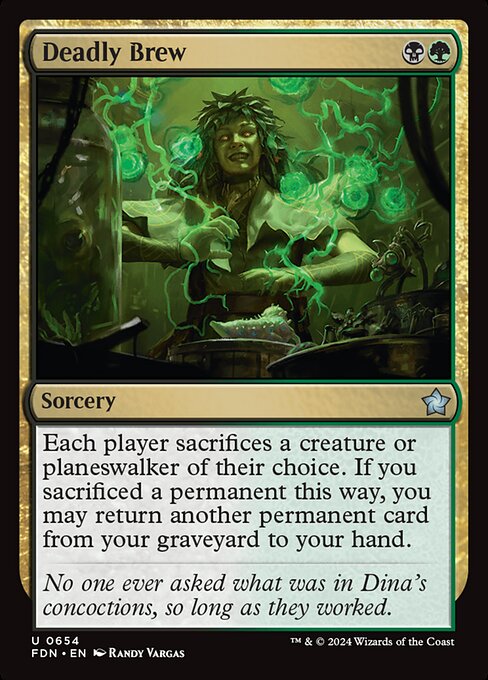 Deadly Brew
Sorcery
Each player sacrifices a creature or
planeswalker of their choice. If you
sacrificed a permanent this way, you
may return another permanent card
from your graveyard to your hand.
No one ever asked what was in Dina's
concoctions, so long as they worked.
U 0654
FDN • EN Randy Vargas
™ & © 2024 Wizards of the Coast